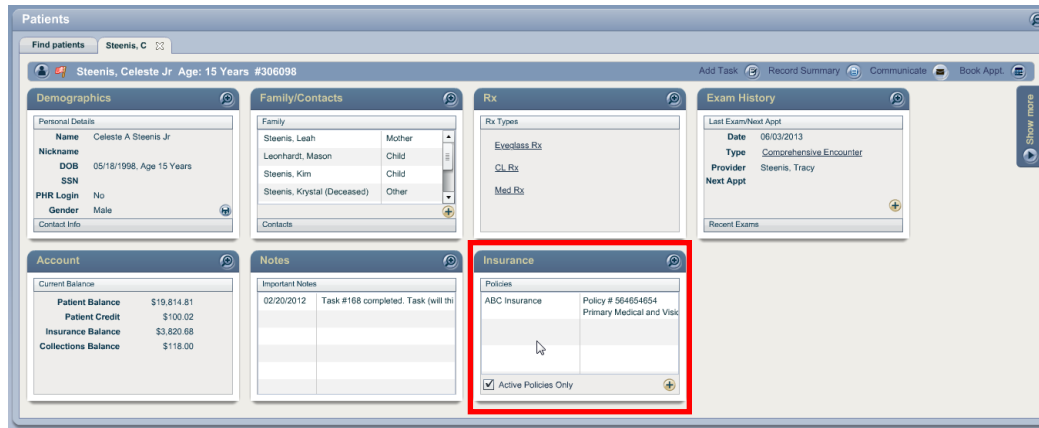 Patients
Find patients
Steenis, C
Steenis, Celeste Jr Age: 15 Years #306098
Add Task
Record Summary
Communicate
Book Appt.
Demographics
Personal Details
Name Celeste A Steenis Jr
Nickname
DOB 05/18/1998, Age 15 Years
SSN
PHR Login No
Gender Male
Contact Info
Family/Contacts
Family
Steenis, Leah Mother
Leonhardt, Mason Child
Steenis, Kim Child
Steenis, Krystal (Deceased) Other
Contacts
Rx
Rx Types
Eyeglass Rx
CL Rx
Med Rx
Exam History
Last Exam/Next Appt
Date 06/03/2013
Type Comprehensive Encounter
Provider Steenis, Tracy
Next Appt
Recent Exams
Show more
Account
Current Balance
Patient Balance $19,814.81
Patient Credit $100.02
Insurance Balance $3,820.68
Collections Balance $118.00
Notes
Important Notes
02/20/2012 Task #168 completed. Task (will thi
Insurance
Policies
ABC Insurance Policy # 564654654
Primary Medical and Visic
Active Policies Only